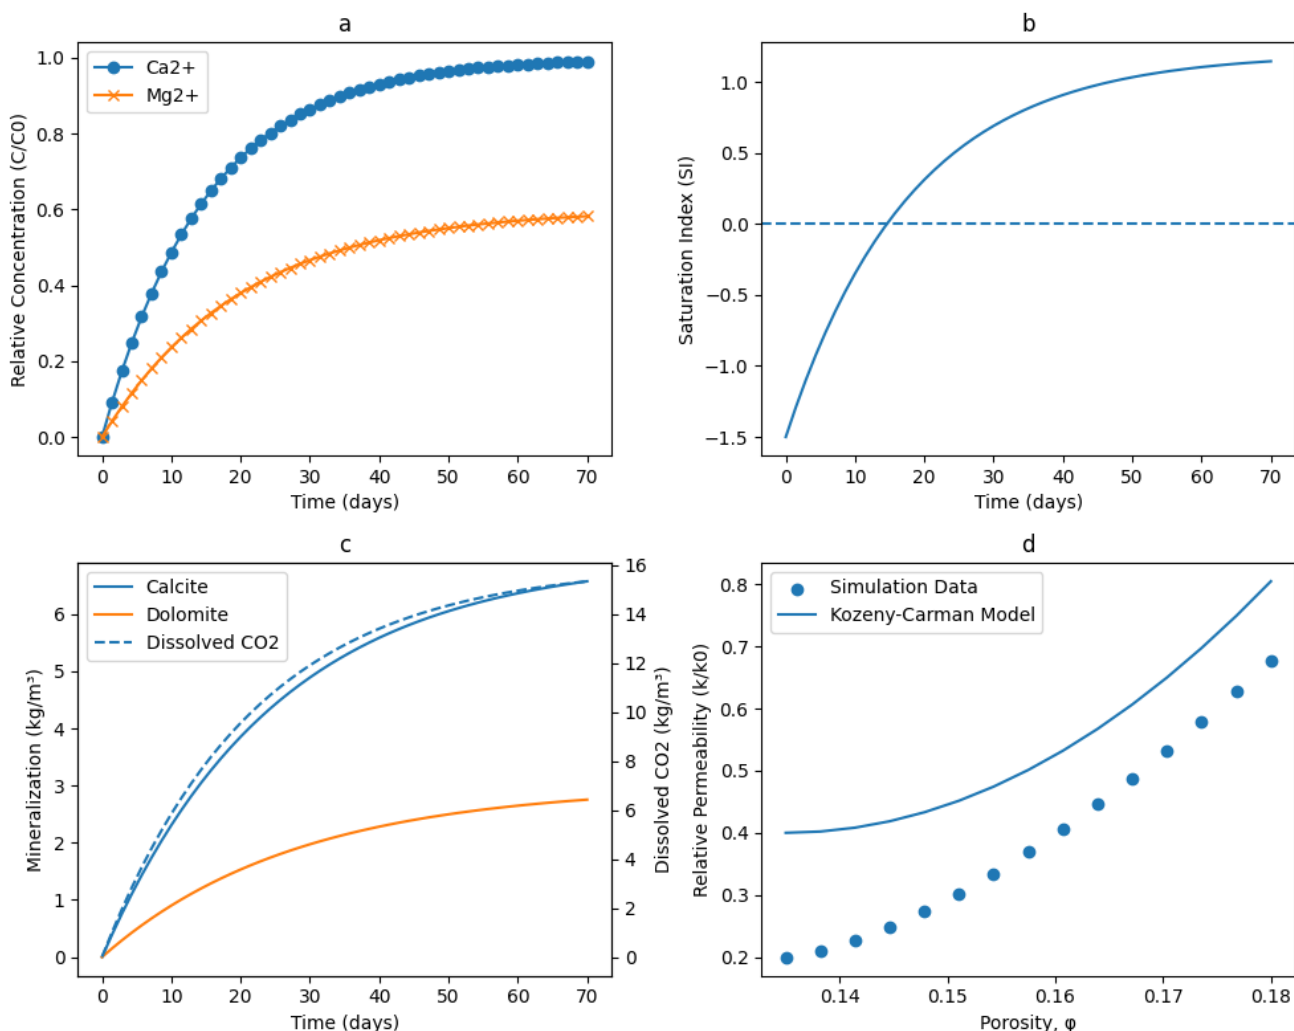 a
Relative Concentration (C/C0)
1.0
0.8
0.6
0.4
0.2
0.0
Ca2+
Mg2+
0 10 20 30 40 50 60 70
Time (days)
b
Saturation Index (SI)
1.0
0.5
0.0
−0.5
−1.0
−1.5
0 10 20 30 40 50 60 70
Time (days)
c
Mineralization (kg/m³)
6
5
4
3
2
1
0
Calcite
Dolomite
Dissolved CO2
16
14
12
10
8
6
4
2
0
Dissolved CO2 (kg/m³)
0 10 20 30 40 50 60 70
Time (days)
d
Relative Permeability (k/k0)
0.8
0.7
0.6
0.5
0.4
0.3
0.2
Simulation Data
Kozeny-Carman Model
0.14 0.15 0.16 0.17 0.18
Porosity, φ